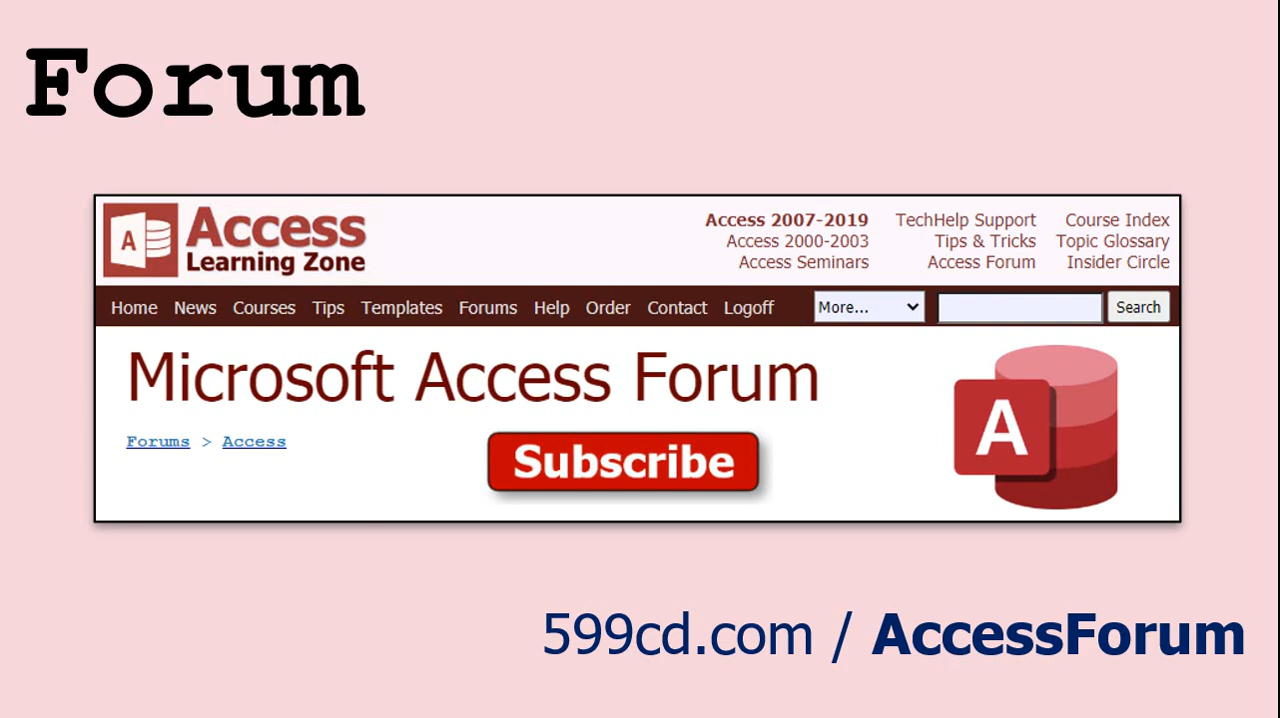 Forum
A
Access
Learning Zone
Access 2007-2019 TechHelp Support Course Index
Access 2000-2003 Tips & Tricks Topic Glossary
Access Seminars Access Forum Insider Circle
Home News Courses Tips Templates Forums Help Order Contact Logoff More... Search
Microsoft Access Forum
Forums > Access
Subscribe
A
599cd.com / AccessForum